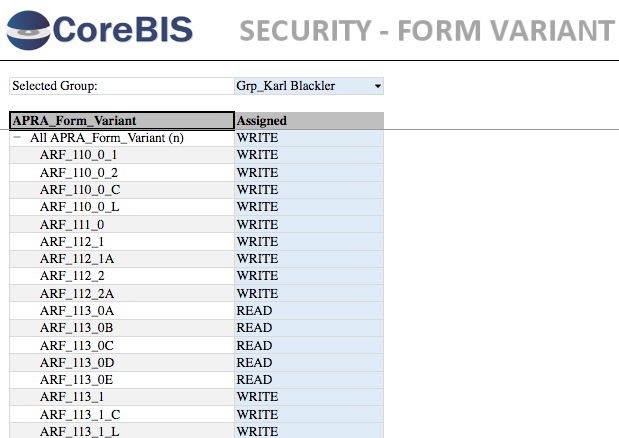 CoreBIS SECURITY - FORM VARIANT
Selected Group: Grp_Karl Blackler
APRA_Form_Variant Assigned
All APRA_Form_Variant (n) WRITE
ARF_110_0_1 WRITE
ARF_110_0_2 WRITE
ARF_110_0_C WRITE
ARF_110_0_L WRITE
ARF_111_0 WRITE
ARF_112_1 WRITE
ARF_112_1A WRITE
ARF_112_2 WRITE
ARF_112_2A WRITE
ARF_113_0A READ
ARF_113_0B READ
ARF_113_0C READ
ARF_113_0D READ
ARF_113_0E READ
ARF_113_1 WRITE
ARF_113_1_C WRITE
ARF_113_1_L WRITE